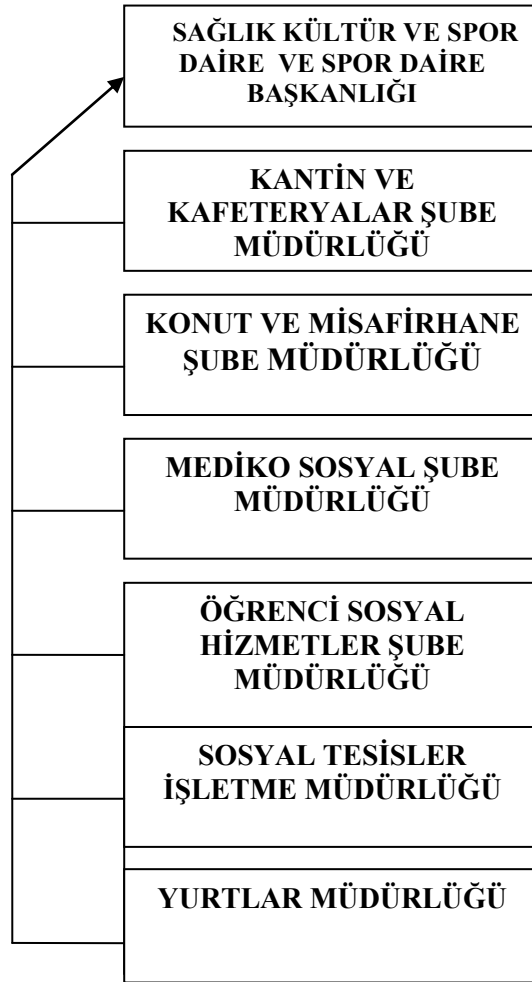 SAĞLIK KÜLTÜR VE SPOR
DAİRE VE SPOR DAİRE
BAŞKANLIĞI
KANTİN VE
KAFETERYALAR ŞUBE
MÜDÜRLÜĞÜ
KONUT VE MİSAFİRHANE
ŞUBE MÜDÜRLÜĞÜ
MEDİKO SOSYAL ŞUBE
MÜDÜRLÜĞÜ
ÖĞRENCİ SOSYAL
HİZMETLER ŞUBE
MÜDÜRLÜĞÜ
SOSYAL TESİSLER
İŞLETME MÜDÜRLÜĞÜ
YURTLAR MÜDÜRLÜĞÜ